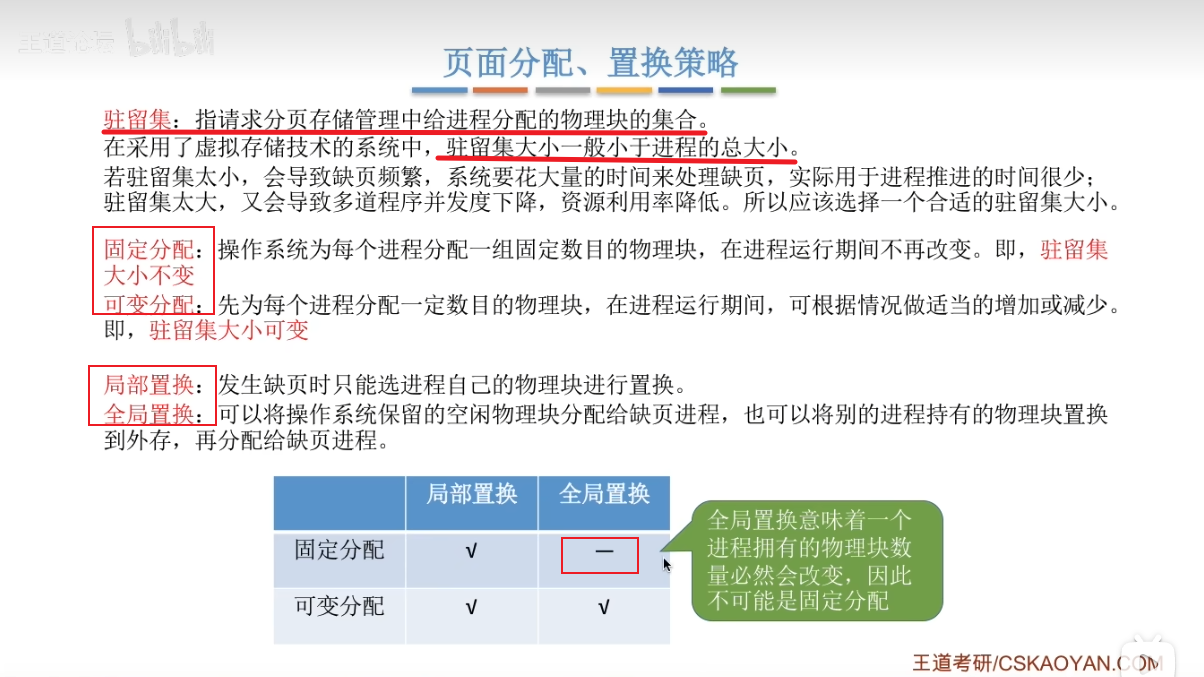 王道论坛 bilibili
页面分配、置换策略
驻留集：指请求分页存储管理中给进程分配的物理块的集合。
在采用了虚拟存储技术的系统中，驻留集大小一般小于进程的总大小。
若驻留集太小，会导致缺页频繁，系统要花大量的时间来处理缺页，实际用于进程推进的时间很少；
驻留集太大，又会导致多道程序并发度下降，资源利用率降低。所以应该选择一个合适的驻留集大小。
固定分配：操作系统为每个进程分配一组固定数目的物理块，在进程运行期间不再改变。即，驻留集
大小不变
可变分配：先为每个进程分配一定数目的物理块，在进程运行期间，可根据情况做适当的增加或减少。
即，驻留集大小可变
局部置换：发生缺页时只能选进程自己的物理块进行置换。
全局置换：可以将操作系统保留的空闲物理块分配给缺页进程，也可以将别的进程持有的物理块置换
到外存，再分配给缺页进程。
局部置换 全局置换
固定分配 √ —
可变分配 √ √
全局置换意味着一个
进程拥有的物理块数
量必然会改变，因此
不可能是固定分配
王道考研/CSKAOYAN.COM